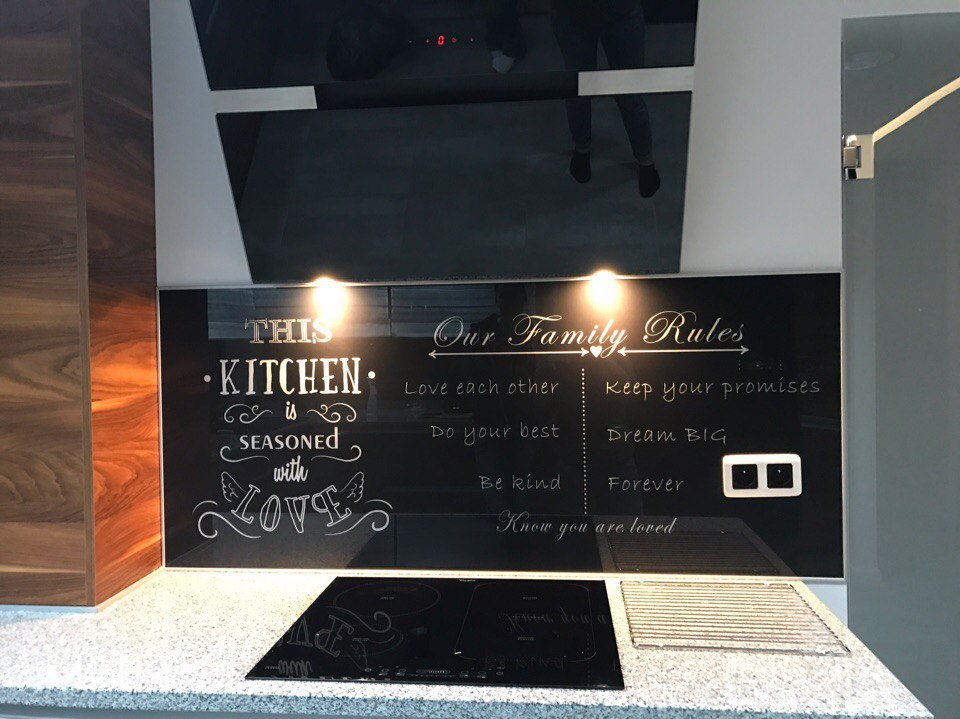 0
THIS
KITCHEN
is
SEASONED
with
LOVE
Our Family Rules
Love each other
Keep your promises
Do your best
Dream BIG
Be kind
Forever
Know you are loved